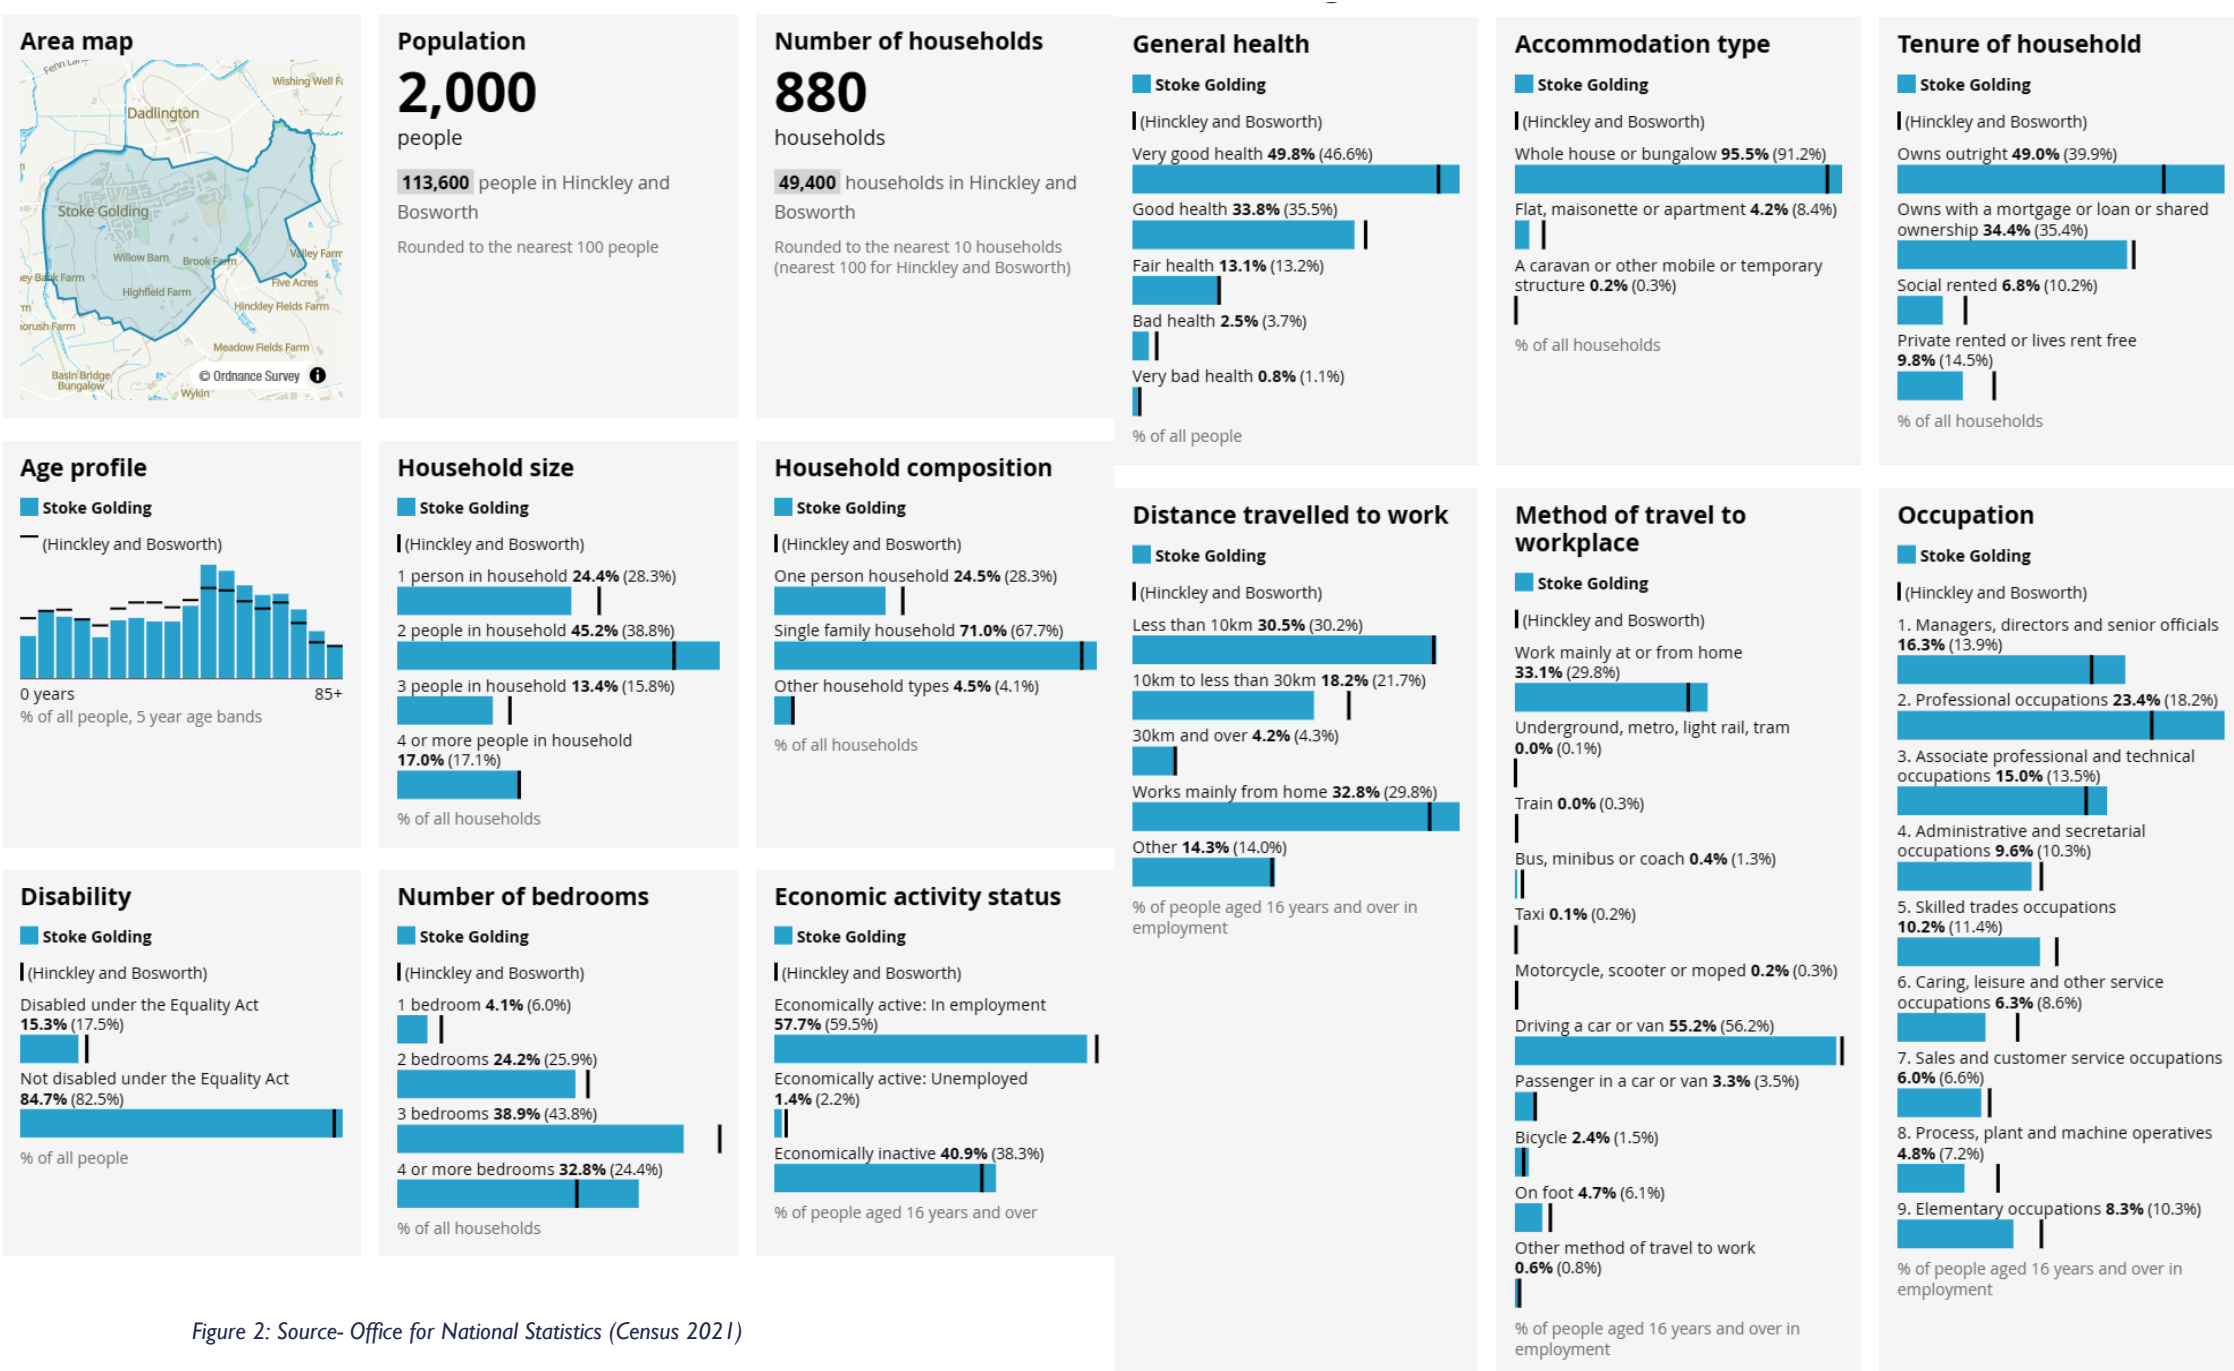 Area map
Fenn Lan
Wishing Well Fa
Dadlington
Stoke Golding
Willow Barn
Brook Farm
Valley Farm
ey Bank Farm
Five Acres
Highfield Farm
Hinckley Fields Farm
orush Farm
Meadow Fields Farm
Basin Bridge
Bungalow
© Ordnance Survey
Wykin
Population
2,000
people
113,600 people in Hinckley and
Bosworth
Rounded to the nearest 100 people
Number of households
880
households
49,400 households in Hinckley and
Bosworth
Rounded to the nearest 10 households
(nearest 100 for Hinckley and Bosworth)
General health
Stoke Golding
(Hinckley and Bosworth)
Very good health 49.8% (46.6%)
Good health 33.8% (35.5%)
Fair health 13.1% (13.2%)
Bad health 2.5% (3.7%)
Very bad health 0.8% (1.1%)
% of all people
Accommodation type
Stoke Golding
(Hinckley and Bosworth)
Whole house or bungalow 95.5% (91.2%)
Flat, maisonette or apartment 4.2% (8.4%)
A caravan or other mobile or temporary
structure 0.2% (0.3%)
% of all households
Tenure of household
Stoke Golding
(Hinckley and Bosworth)
Owns outright 49.0% (39.9%)
Owns with a mortgage or loan or shared
ownership 34.4% (35.4%)
Social rented 6.8% (10.2%)
Private rented or lives rent free
9.8% (14.5%)
% of all households
Age profile
Stoke Golding
(Hinckley and Bosworth)
0 years
85+
% of all people, 5 year age bands
Household size
Stoke Golding
(Hinckley and Bosworth)
1 person in household 24.4% (28.3%)
2 people in household 45.2% (38.8%)
3 people in household 13.4% (15.8%)
4 or more people in household
17.0% (17.1%)
% of all households
Household composition
Stoke Golding
(Hinckley and Bosworth)
One person household 24.5% (28.3%)
Single family household 71.0% (67.7%)
Other household types 4.5% (4.1%)
% of all households
Distance travelled to work
Stoke Golding
(Hinckley and Bosworth)
Less than 10km 30.5% (30.2%)
10km to less than 30km 18.2% (21.7%)
30km and over 4.2% (4.3%)
Works mainly from home 32.8% (29.8%)
Other 14.3% (14.0%)
% of people aged 16 years and over in
employment
Method of travel to
workplace
Stoke Golding
(Hinckley and Bosworth)
Work mainly at or from home
33.1% (29.8%)
Underground, metro, light rail, tram
0.0% (0.1%)
Train 0.0% (0.3%)
Bus, minibus or coach 0.4% (1.3%)
Taxi 0.1% (0.2%)
Motorcycle, scooter or moped 0.2% (0.3%)
Driving a car or van 55.2% (56.2%)
Passenger in a car or van 3.3% (3.5%)
Bicycle 2.4% (1.5%)
On foot 4.7% (6.1%)
Other method of travel to work
0.6% (0.8%)
% of people aged 16 years and over in
employment
Occupation
Stoke Golding
(Hinckley and Bosworth)
1. Managers, directors and senior officials
16.3% (13.9%)
2. Professional occupations 23.4% (18.2%)
3. Associate professional and technical
occupations 15.0% (13.5%)
4. Administrative and secretarial
occupations 9.6% (10.3%)
5. Skilled trades occupations
10.2% (11.4%)
6. Caring, leisure and other service
occupations 6.3% (8.6%)
7. Sales and customer service occupations
6.0% (6.6%)
8. Process, plant and machine operatives
4.8% (7.2%)
9. Elementary occupations 8.3% (10.3%)
% of people aged 16 years and over in
employment
Disability
Stoke Golding
(Hinckley and Bosworth)
Disabled under the Equality Act
15.3% (17.5%)
Not disabled under the Equality Act
84.7% (82.5%)
% of all people
Number of bedrooms
Stoke Golding
(Hinckley and Bosworth)
1 bedroom 4.1% (6.0%)
2 bedrooms 24.2% (25.9%)
3 bedrooms 38.9% (43.8%)
4 or more bedrooms 32.8% (24.4%)
% of all households
Economic activity status
Stoke Golding
(Hinckley and Bosworth)
Economically active: In employment
57.7% (59.5%)
Economically active: Unemployed
1.4% (2.2%)
Economically inactive 40.9% (38.3%)
% of people aged 16 years and over
Figure 2: Source- Office for National Statistics (Census 2021)